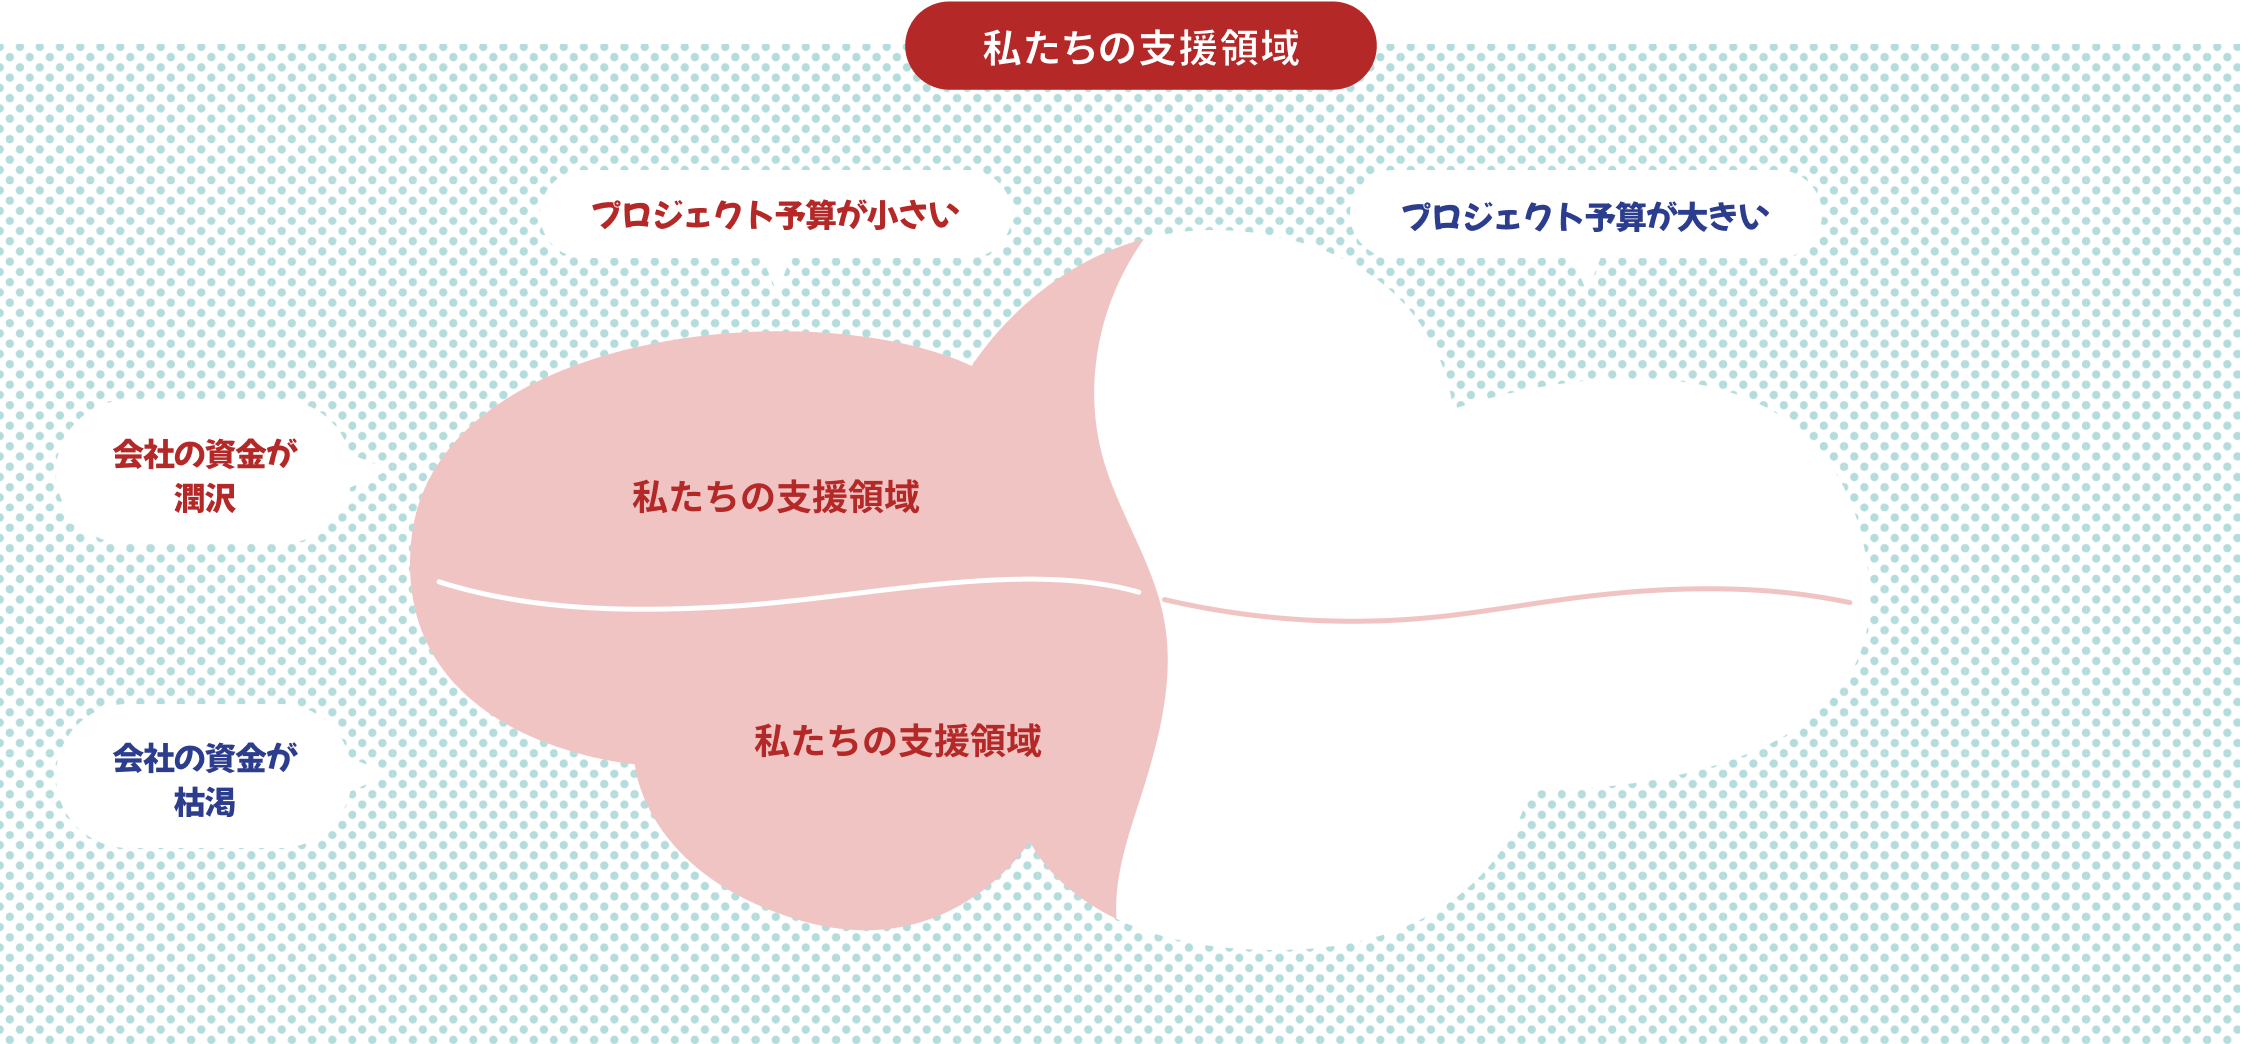 私たちの支援領域
プロジェクト予算が小さい
プロジェクト予算が大きい
会社の資金が
潤沢
私たちの支援領域
私たちの支援領域
会社の資金が
枯渇